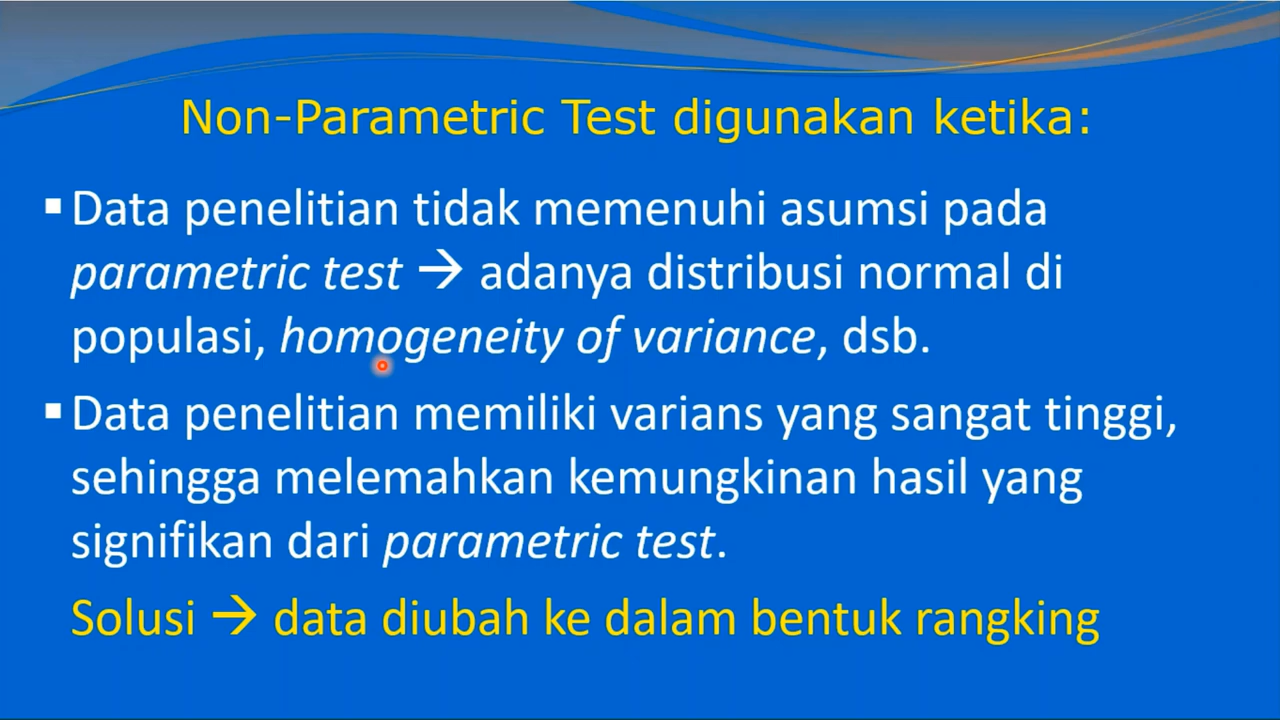 Non-Parametric Test digunakan ketika:
▪ Data penelitian tidak memenuhi asumsi pada
parametric test → adanya distribusi normal di
populasi, homogeneity of variance, dsb.
▪ Data penelitian memiliki varians yang sangat tinggi,
sehingga melemahkan kemungkinan hasil yang
signifikan dari parametric test.
Solusi → data diubah ke dalam bentuk rangking